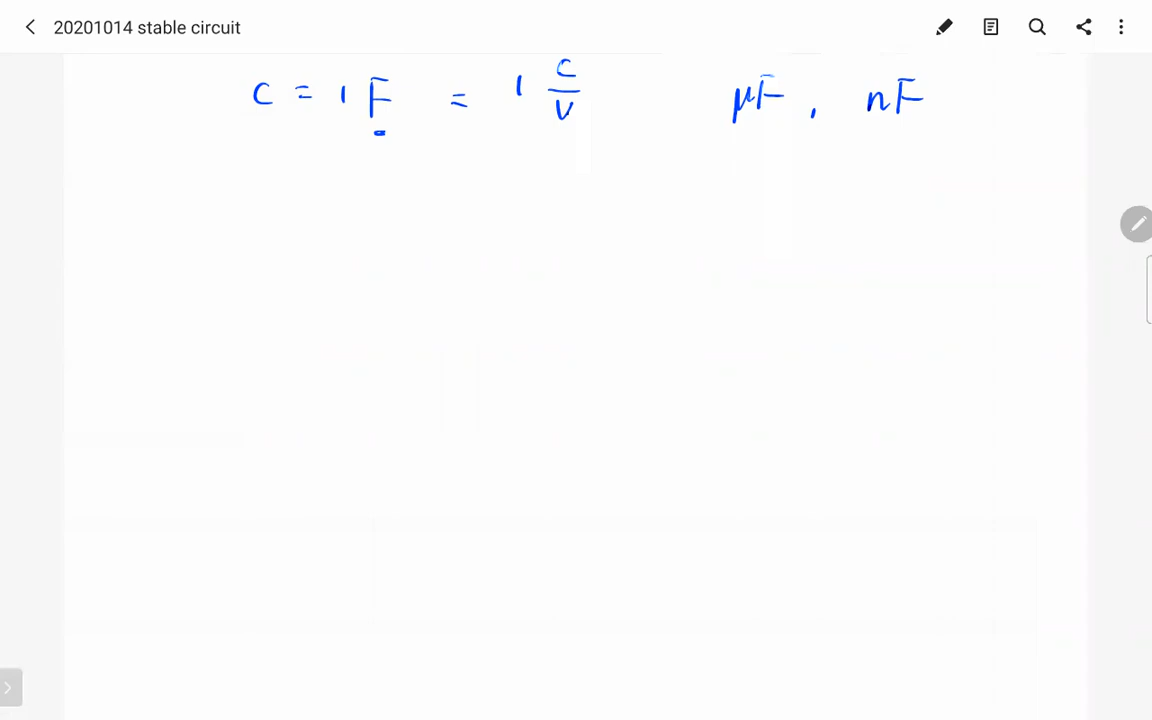 20201014 stable circuit
C = 1 F = 1 C/V μF, nF